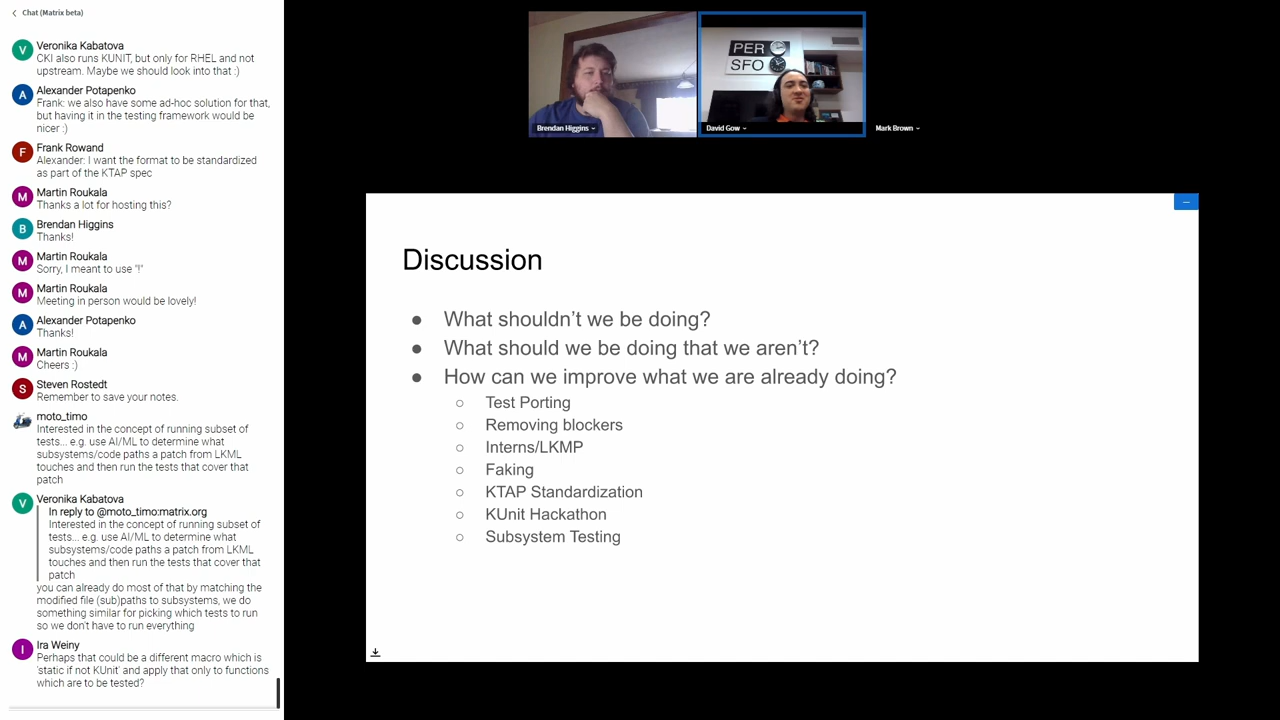 Chat (Matrix beta)
Veronika Kabatova
CKI also runs KUNIT, but only for RHEL and not
upstream. Maybe we should look into that :)
Alexander Potapenko
Frank: we also have some ad-hoc solution for that,
but having it in the testing framework would be
nicer :)
Frank Rowand
Alexander: I want the format to be standardized
as part of the KTAP spec
Martin Roukala
Thanks a lot for hosting this?
Brendan Higgins
Thanks!
Martin Roukala
Sorry, I meant to use "!"
Martin Roukala
Meeting in person would be lovely!
Alexander Potapenko
Thanks!
Martin Roukala
Cheers :)
Steven Rostedt
Remember to save your notes.
moto_timo
Interested in the concept of running subset of
tests... e.g. use AI/ML to determine what
subsystems/code paths a patch from LKML
touches and then run the tests that cover that
patch
Veronika Kabatova
In reply to @moto_timo:matrix.org
Interested in the concept of running subset of
tests... e.g. use AI/ML to determine what
subsystems/code paths a patch from LKML
touches and then run the tests that cover that
patch
you can already do most of that by matching the
modified file (sub)paths to subsystems, we do
something similar for picking which tests to run
so we don't have to run everything
Ira Weiny
Perhaps that could be a different macro which is
'static if not KUnit' and apply that only to functions
which are to be tested?
V
A
F
M
B
M
M
A
M
S
V
I
PER
SFO
Brendan Higgins
David Gow
Mark Brown
Discussion
● What shouldn't we be doing?
● What should we be doing that we aren't?
● How can we improve what we are already doing?
○ Test Porting
○ Removing blockers
○ Interns/LKMP
○ Faking
○ KTAP Standardization
○ KUnit Hackathon
○ Subsystem Testing